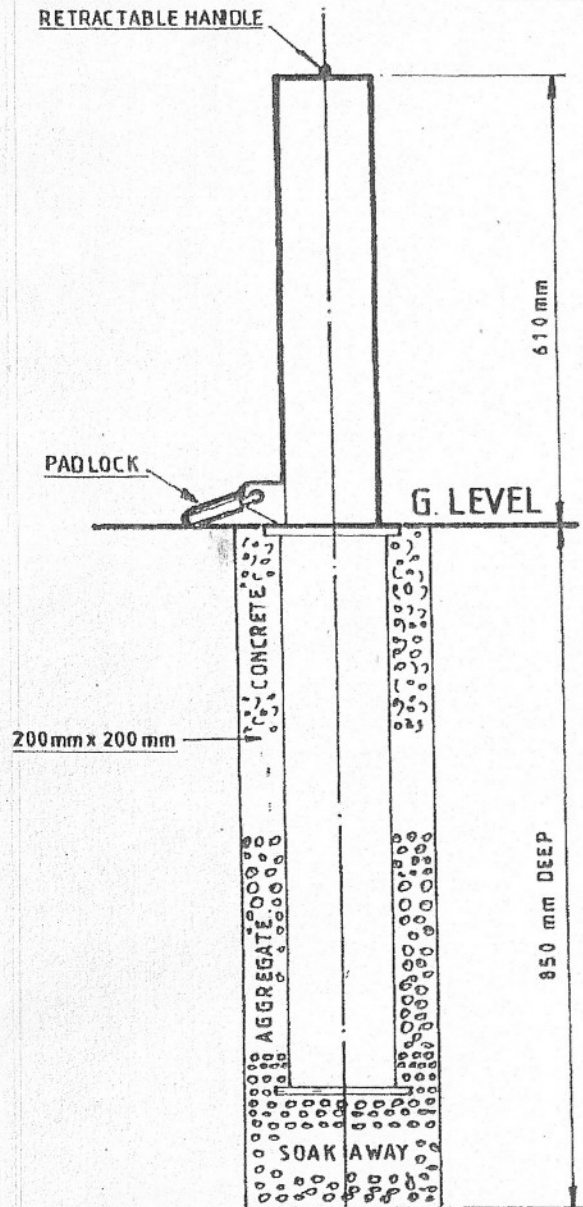 RETRACTABLE HANDLE
610mm
PADLOCK
G. LEVEL
CONCRETE
200mm x 200mm
AGGREGATE.
850 mm DEEP
SOAK AWAY